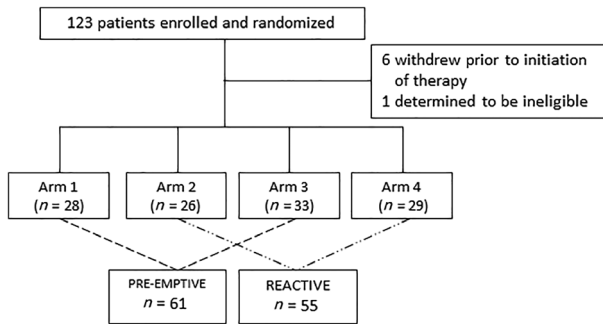 123 patients enrolled and randomized
6 withdrew prior to initiation
of therapy
1 determined to be ineligible
Arm 1
(n = 28)
Arm 2
(n = 26)
Arm 3
(n = 33)
Arm 4
(n = 29)
PRE-EMPTIVE
n = 61
REACTIVE
n = 55